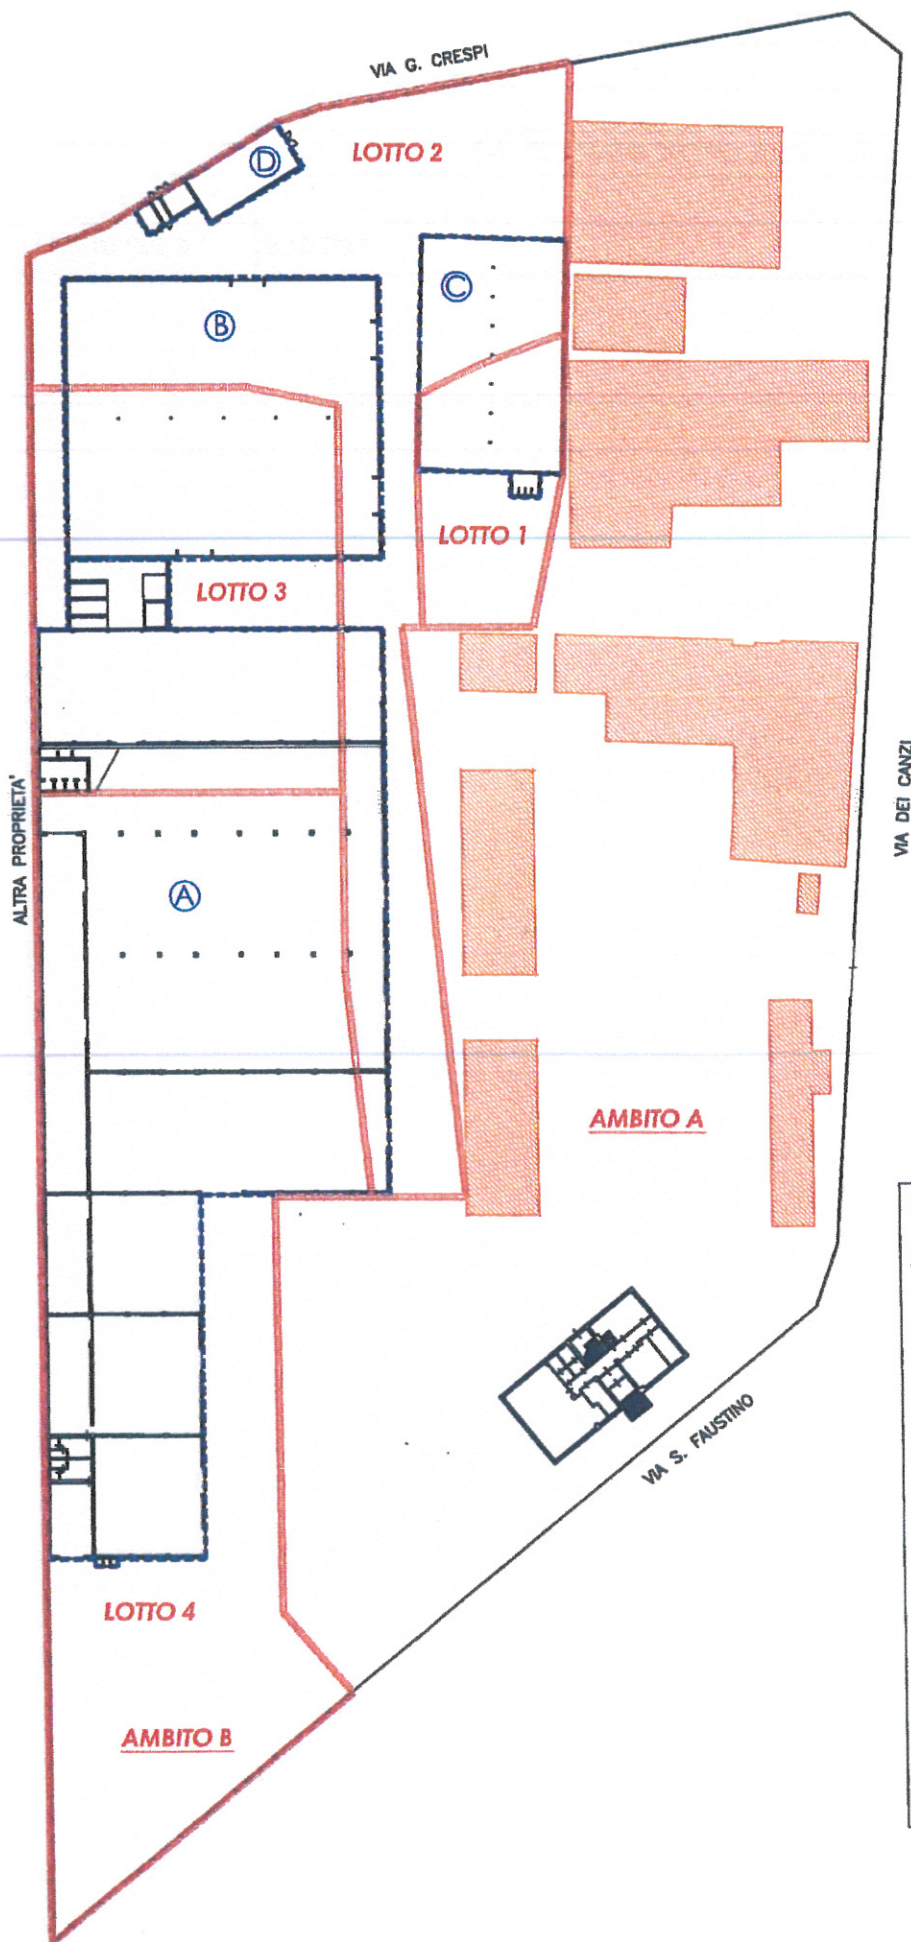 VIA G. CRESPI
LOTTO 2
D
C
B
LOTTO 1
LOTTO 3
ALTRA PROPRIETA'
VIA DEI CANZI
A
AMBITO A
VIA S. FAUSTINO
LOTTO 4
AMBITO B